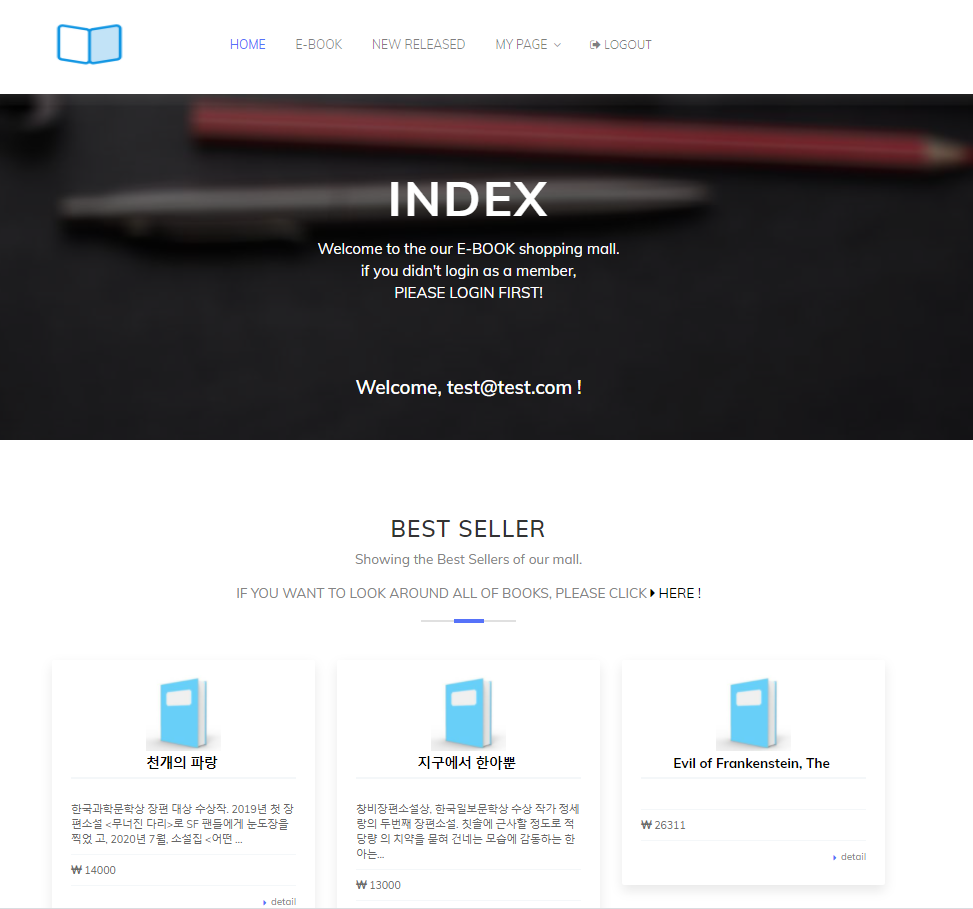 HOME E-BOOK NEW RELEASED MY PAGE LOGOUT
INDEX
Welcome to the our E-BOOK shopping mall.
if you didn't login as a member,
PlEASE LOGIN FIRST!
Welcome, test@test.com !
BEST SELLER
Showing the Best Sellers of our mall.
IF YOU WANT TO LOOK AROUND ALL OF BOOKS, PLEASE CLICK HERE !
천개의 파랑
한국과학문학상 장편 대상 수상작. 2019년 첫 장
편소설 <무너진 다리>로 SF 팬들에게 눈도장을
찍었 고, 2020년 7월, 소설집 <어떤 ...
₩ 14000
detail
지구에서 한아뿐
창비장편소설상, 한국일보문학상 수상 작가 정세
랑의 두번째 장편소설. 칫솔에 근사할 정도로 적
당량 의 치약을 묻혀 건네는 모습에 감동하는 한
아는...
₩ 13000
Evil of Frankenstein, The
₩ 26311
detail